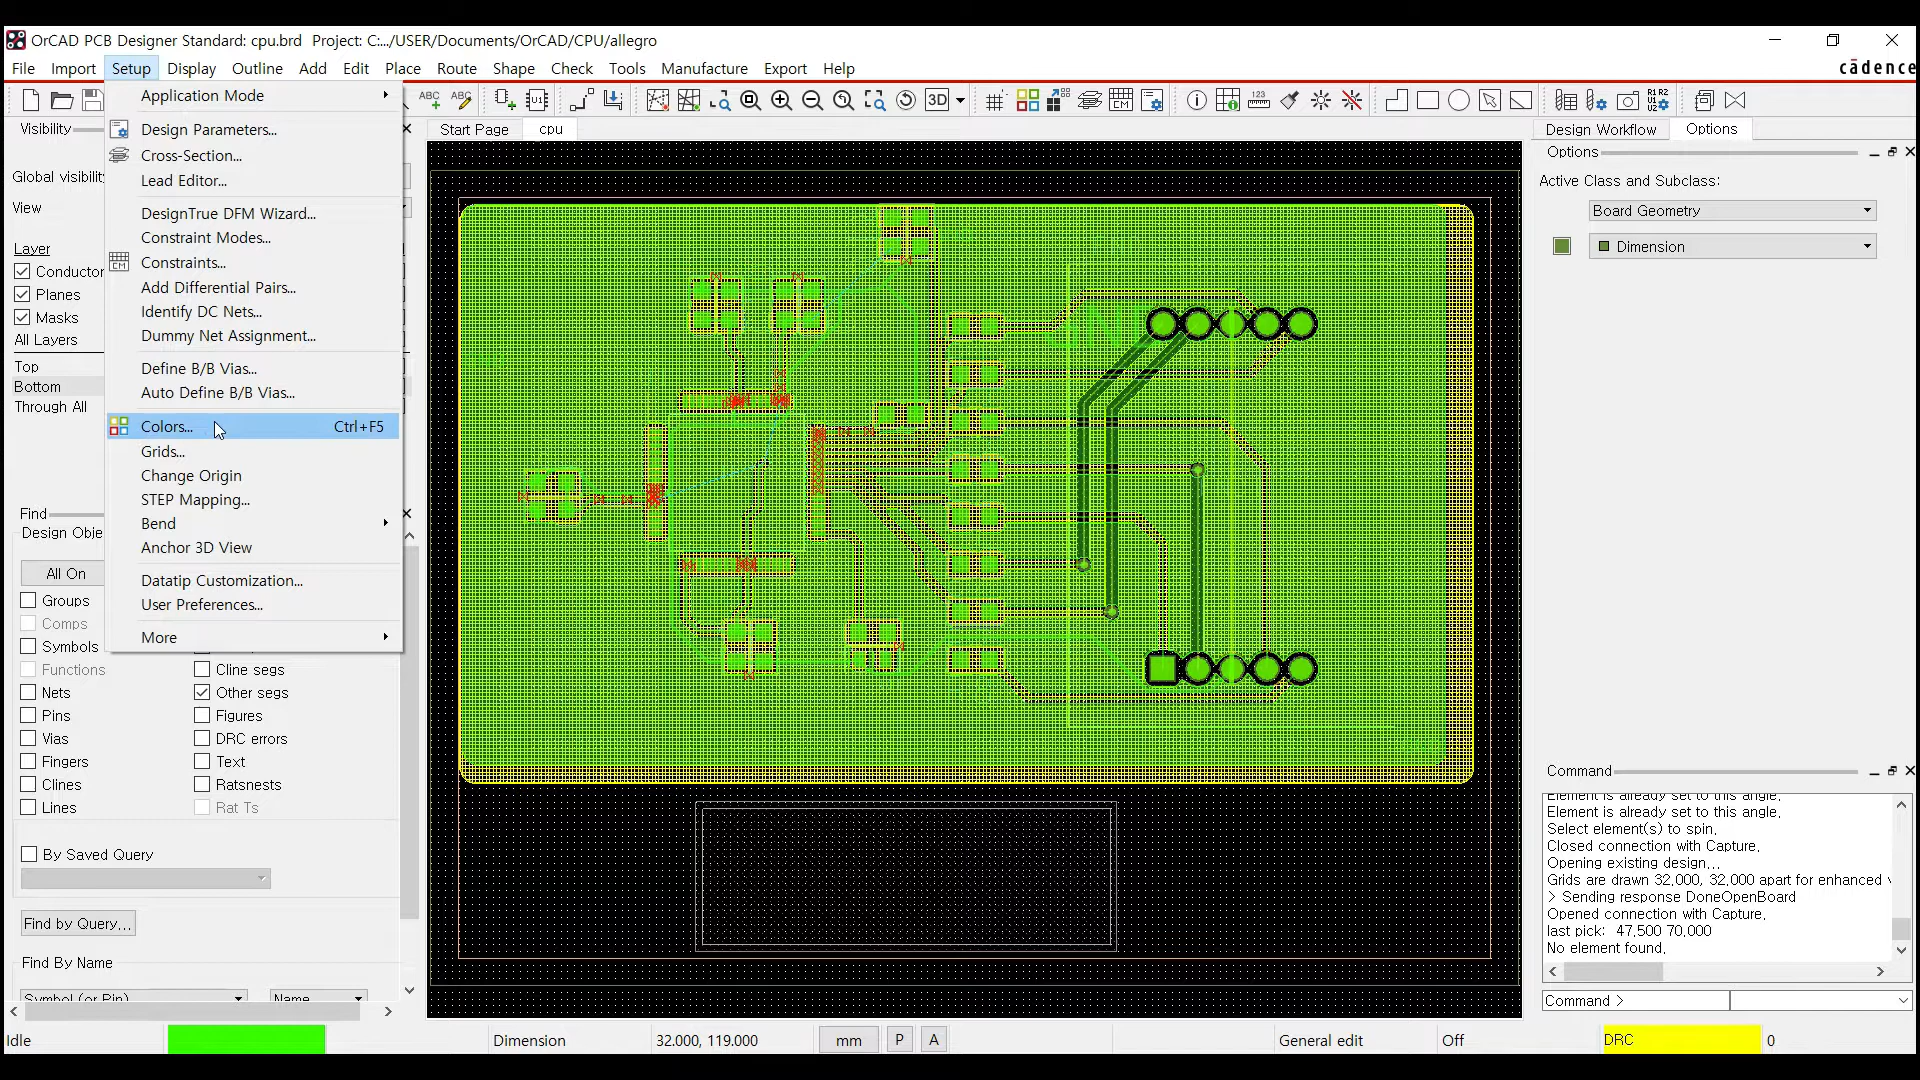 OrCAD PCB Designer Standard: cpu.brd Project: C:.../USER/Documents/OrCAD/CPU/allegro
File Import Setup Display Outline Add Edit Place Route Shape Check Tools Manufacture Export Help
cādence
Visibility
Global visibility
View
Layer
Conductor
Planes
Masks
All Layers
Top
Bottom
Through All
Application Mode
Design Parameters...
Cross-Section...
Lead Editor...
DesignTrue DFM Wizard...
Constraint Modes...
Constraints...
Add Differential Pairs...
Identify DC Nets...
Dummy Net Assignment...
Define B/B Vias...
Auto Define B/B Vias...
Colors... Ctrl+F5
Grids...
Change Origin
STEP Mapping...
Bend
Anchor 3D View
Datatip Customization...
User Preferences...
More
Find
Design Obje
All On
Groups
Comps
Symbols
Functions
Cline segs
Nets
Other segs
Pins
Figures
Vias
DRC errors
Fingers
Text
Clines
Ratsnests
Lines
Rat Ts
By Saved Query
Find by Query...
Find By Name
Symbol (or Pin)
Name
Start Page cpu
Design Workflow Options
Options
Active Class and Subclass:
Board Geometry
Dimension
Command
Element is already set to this angle.
Element is already set to this angle.
Select element(s) to spin.
Closed connection with Capture.
Opening existing design...
Grids are drawn 32,000, 32,000 apart for enhanced v
> Sending response DoneOpenBoard
Opened connection with Capture.
last pick: 47,500 70,000
No element found.
Command >
Idle
Dimension
32.000, 119.000
mm
P
A
General edit
Off
DRC
0